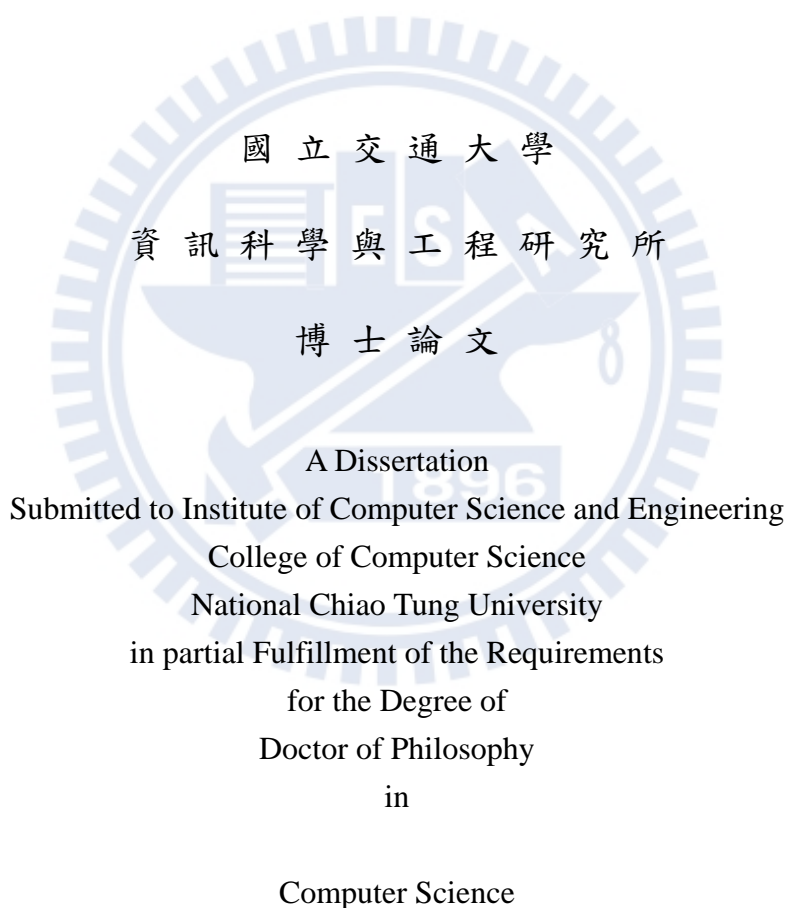 國立交通大學
資訊科學與工程研究所
博士論文
A Dissertation
Submitted to Institute of Computer Science and Engineering
College of Computer Science
National Chiao Tung University
in partial Fulfillment of the Requirements
for the Degree of
Doctor of Philosophy
in
Computer Science
ES
1896